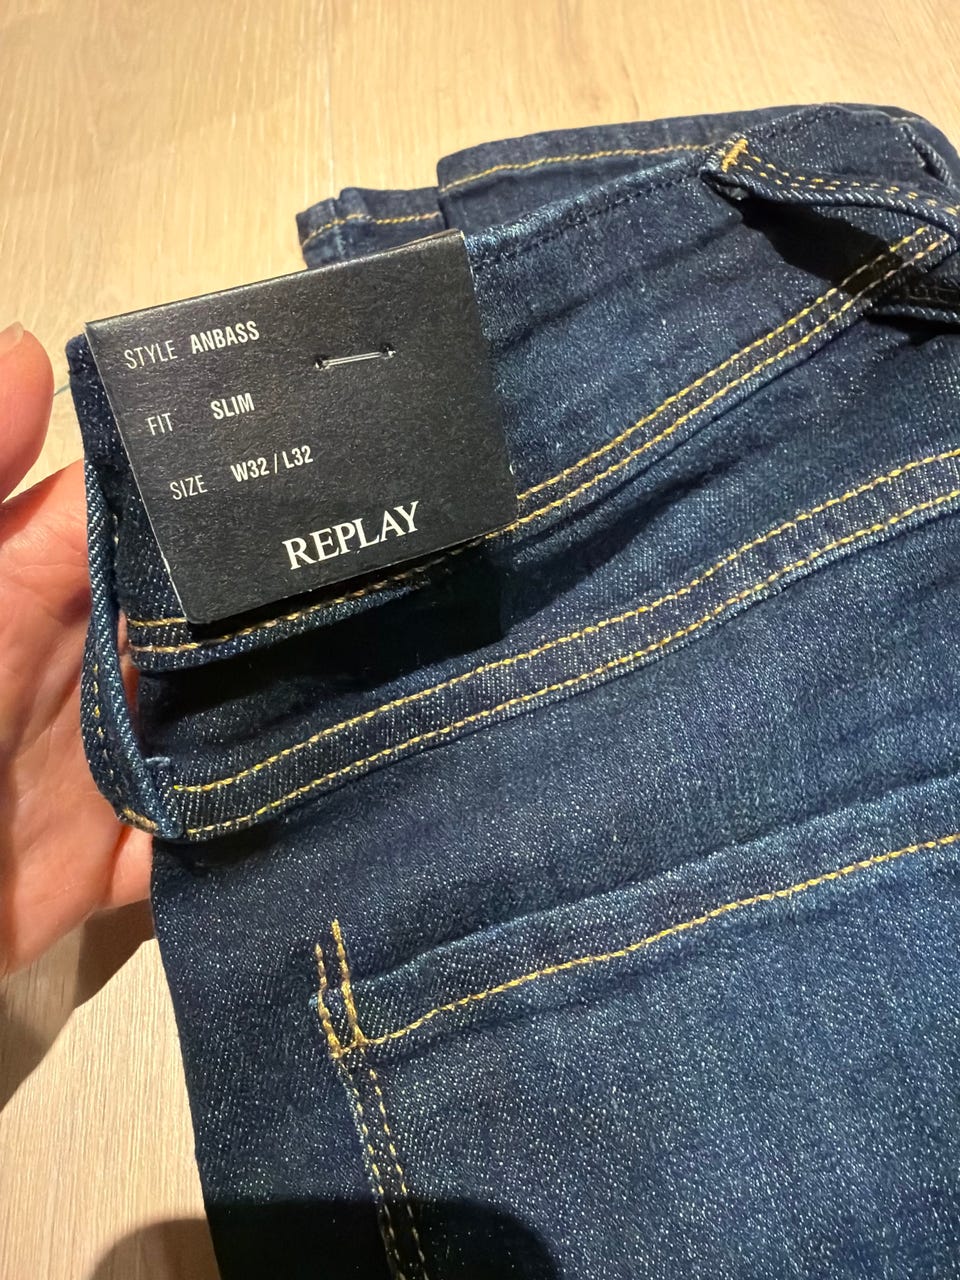 STYLE ANBASS
FIT SLIM
SIZE W32 / L32
REPLAY